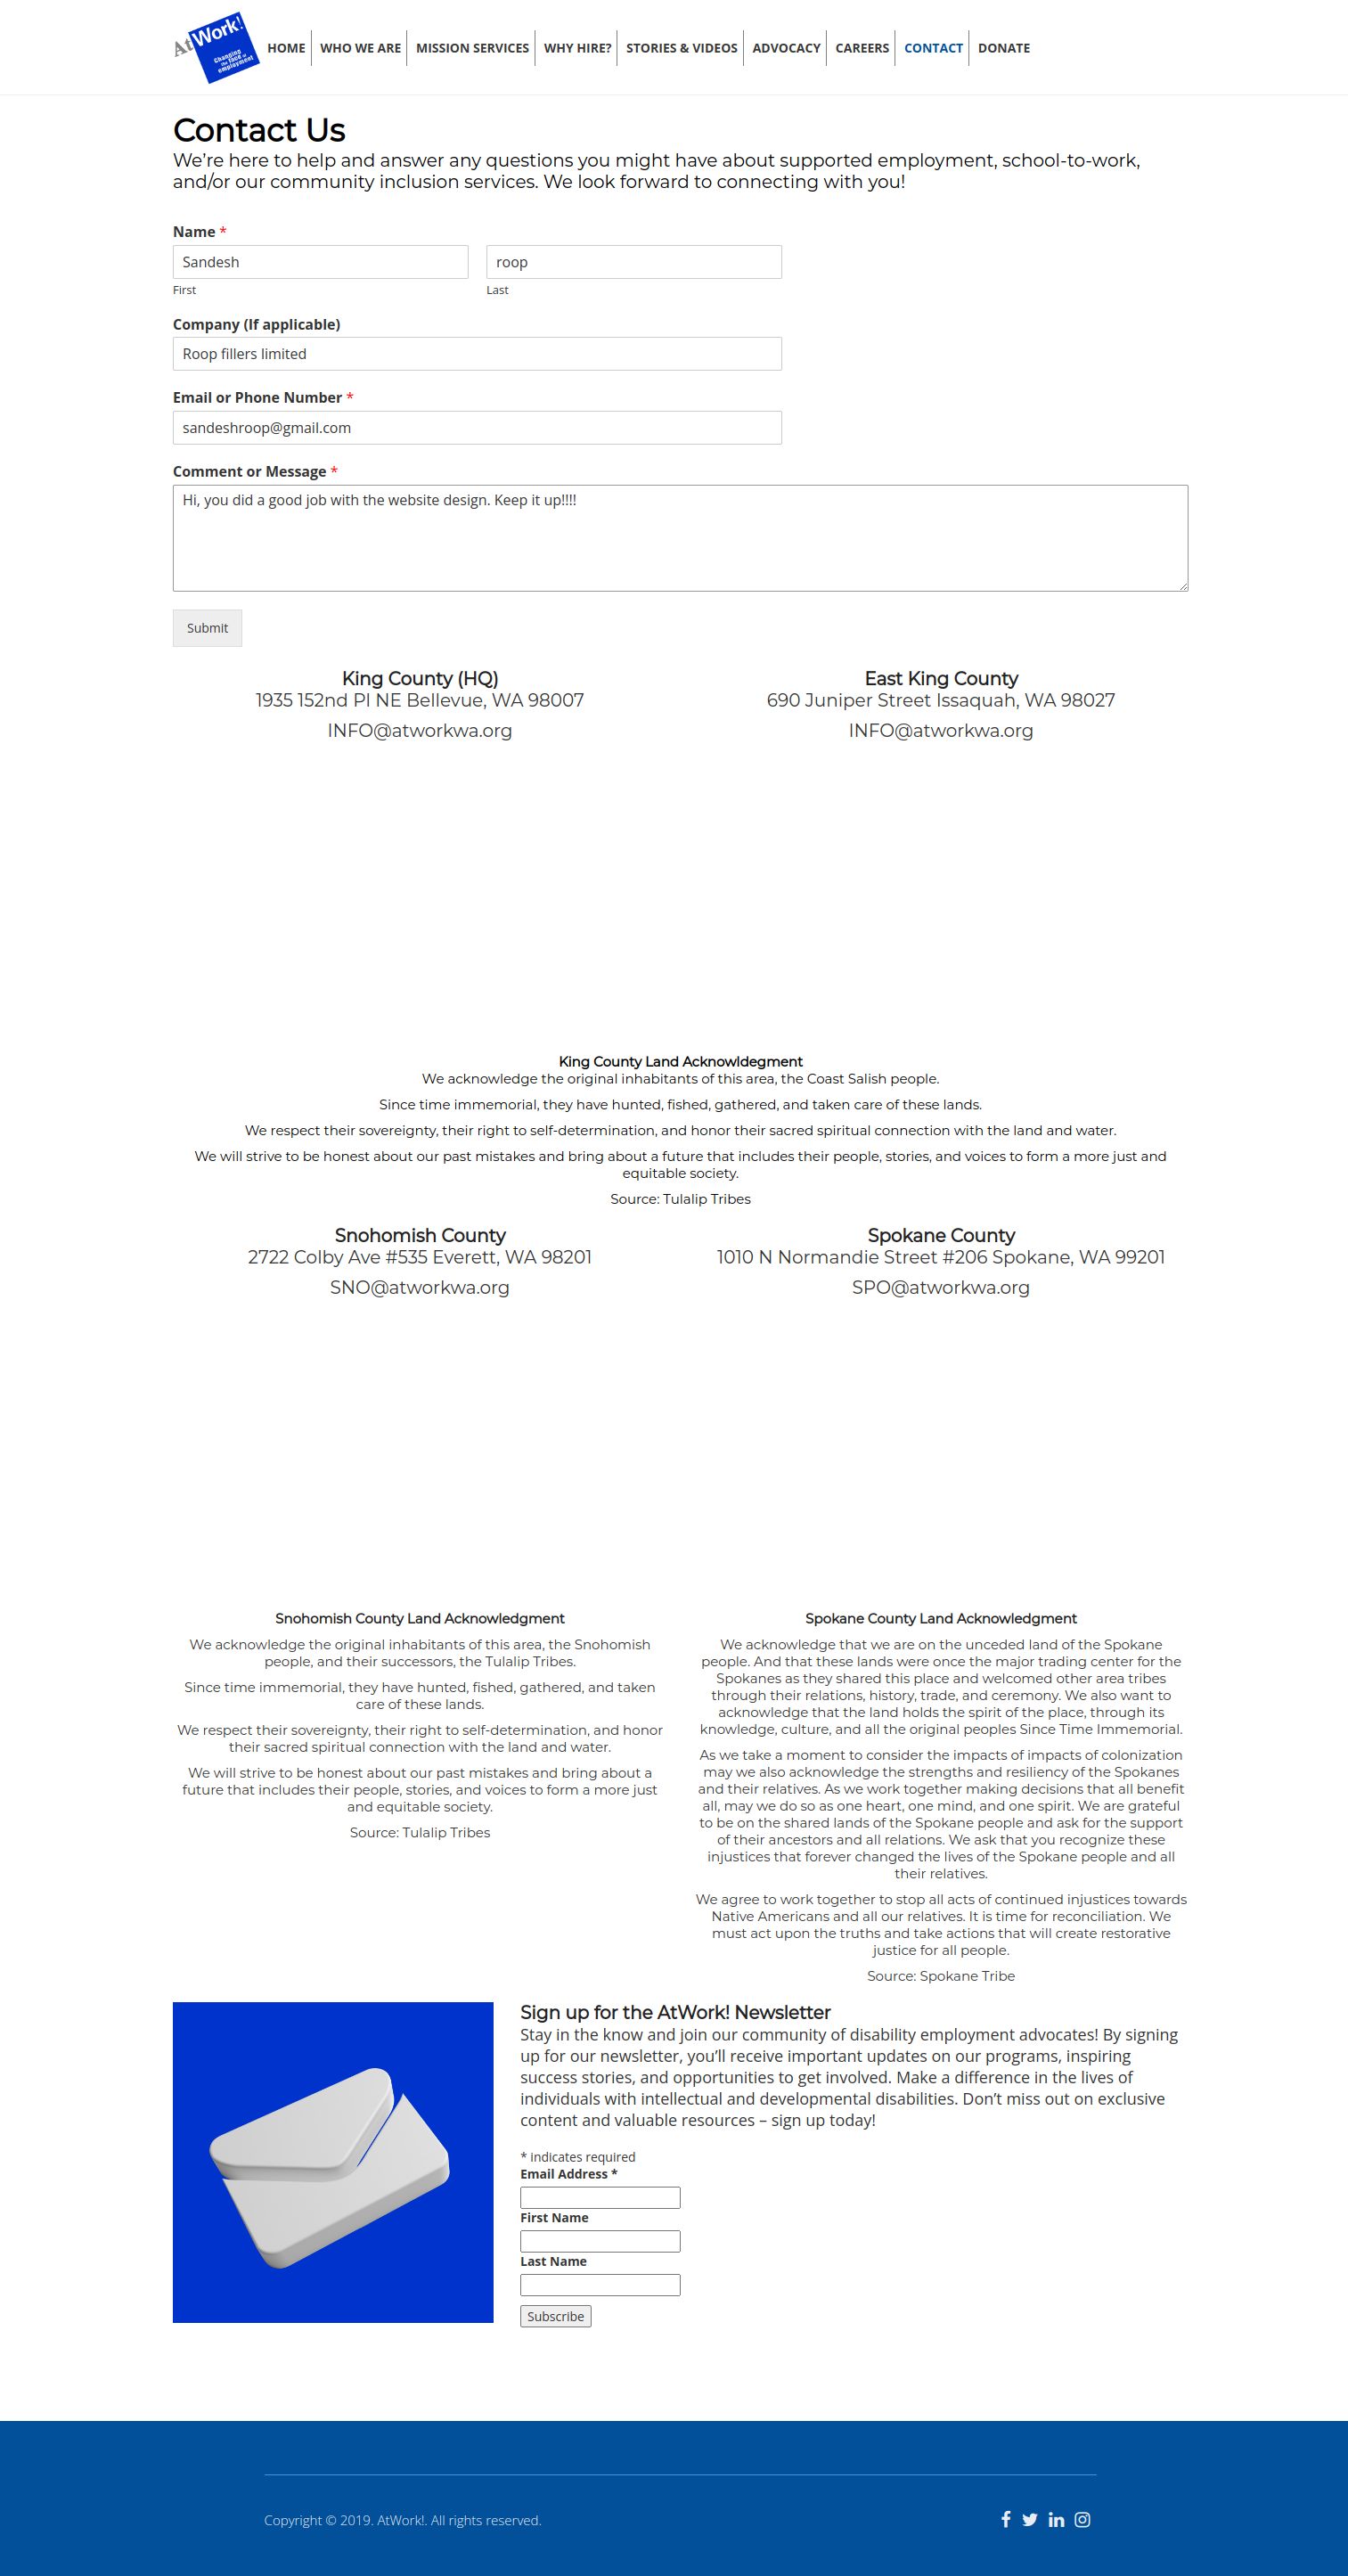 AtWork!
Changing
the face of
employment
HOME
WHO WE ARE
MISSION SERVICES
WHY HIRE?
STORIES & VIDEOS
ADVOCACY
CAREERS
CONTACT
DONATE
Contact Us
We’re here to help and answer any questions you might have about supported employment, school-to-work,
and/or our community inclusion services. We look forward to connecting with you!
Name *
Sandesh
roop
First
Last
Company (If applicable)
Roop fillers limited
Email or Phone Number *
sandeshroop@gmail.com
Comment or Message *
Hi, you did a good job with the website design. Keep it up!!!!
Submit
King County (HQ)
1935 152nd Pl NE Bellevue, WA 98007
INFO@atworkwa.org
East King County
690 Juniper Street Issaquah, WA 98027
INFO@atworkwa.org
King County Land Acknowldegment
We acknowledge the original inhabitants of this area, the Coast Salish people.
Since time immemorial, they have hunted, fished, gathered, and taken care of these lands.
We respect their sovereignty, their right to self-determination, and honor their sacred spiritual connection with the land and water.
We will strive to be honest about our past mistakes and bring about a future that includes their people, stories, and voices to form a more just and
equitable society.
Source: Tulalip Tribes
Snohomish County
2722 Colby Ave #535 Everett, WA 98201
SNO@atworkwa.org
Spokane County
1010 N Normandie Street #206 Spokane, WA 99201
SPO@atworkwa.org
Snohomish County Land Acknowledgment
We acknowledge the original inhabitants of this area, the Snohomish
people, and their successors, the Tulalip Tribes.
Since time immemorial, they have hunted, fished, gathered, and taken
care of these lands.
We respect their sovereignty, their right to self-determination, and honor
their sacred spiritual connection with the land and water.
We will strive to be honest about our past mistakes and bring about a
future that includes their people, stories, and voices to form a more just
and equitable society.
Source: Tulalip Tribes
Spokane County Land Acknowledgment
We acknowledge that we are on the unceded land of the Spokane
people. And that these lands were once the major trading center for the
Spokanes as they shared this place and welcomed other area tribes
through their relations, history, trade, and ceremony. We also want to
acknowledge that the land holds the spirit of the place, through its
knowledge, culture, and all the original peoples Since Time Immemorial.
As we take a moment to consider the impacts of impacts of colonization
may we also acknowledge the strengths and resiliency of the Spokanes
and their relatives. As we work together making decisions that all benefit
all, may we do so as one heart, one mind, and one spirit. We are grateful
to be on the shared lands of the Spokane people and ask for the support
of their ancestors and all relations. We ask that you recognize these
injustices that forever changed the lives of the Spokane people and all
their relatives.
We agree to work together to stop all acts of continued injustices towards
Native Americans and all our relatives. It is time for reconciliation. We
must act upon the truths and take actions that will create restorative
justice for all people.
Source: Spokane Tribe
Sign up for the AtWork! Newsletter
Stay in the know and join our community of disability employment advocates! By signing
up for our newsletter, you’ll receive important updates on our programs, inspiring
success stories, and opportunities to get involved. Make a difference in the lives of
individuals with intellectual and developmental disabilities. Don’t miss out on exclusive
content and valuable resources – sign up today!
* indicates required
Email Address *
First Name
Last Name
Subscribe
Copyright © 2019. AtWork!. All rights reserved.